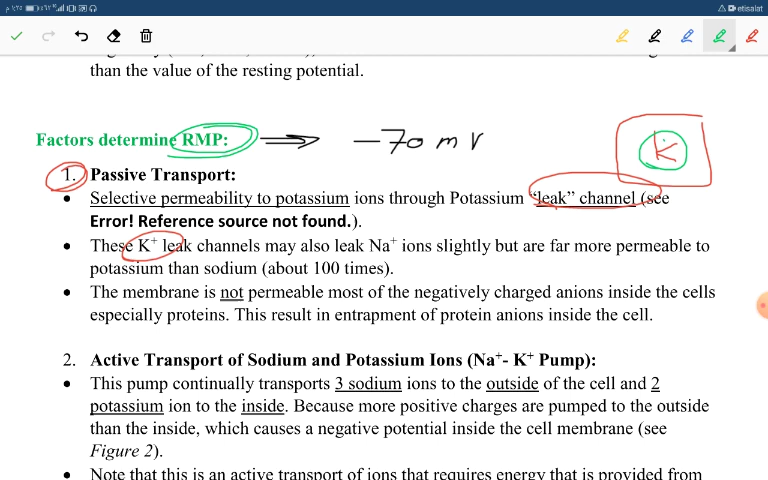 etisalat
than the value of the resting potential.
Factors determine RMP: → -70 mV
K
1. Passive Transport:
• Selective permeability to potassium ions through Potassium “leak” channel (see
Error! Reference source not found.).
• These K⁺ leak channels may also leak Na⁺ ions slightly but are far more permeable to
potassium than sodium (about 100 times).
• The membrane is not permeable most of the negatively charged anions inside the cells
especially proteins. This result in entrapment of protein anions inside the cell.
2. Active Transport of Sodium and Potassium Ions (Na⁺- K⁺ Pump):
• This pump continually transports 3 sodium ions to the outside of the cell and 2
potassium ion to the inside. Because more positive charges are pumped to the outside
than the inside, which causes a negative potential inside the cell membrane (see
Figure 2).
• Note that this is an active transport of ions that requires energy that is provided from